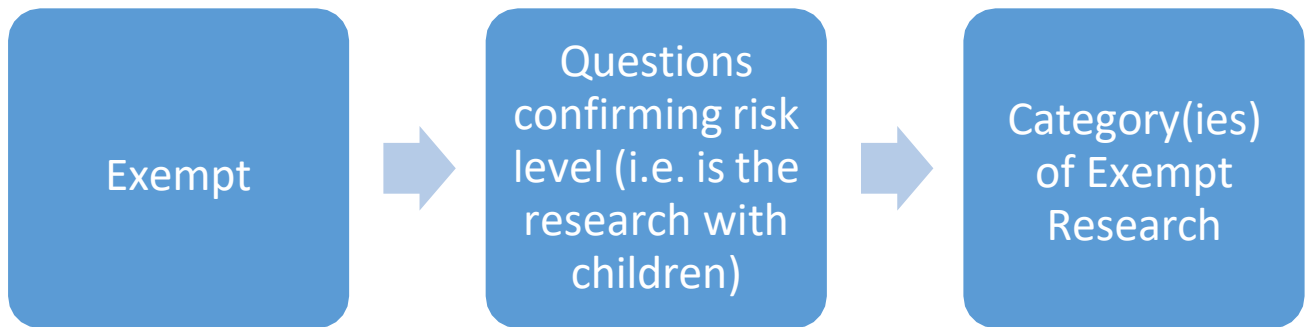 Exempt
Questions
confirming risk
level (i.e. is the
research with
children)
Category(ies)
of Exempt
Research